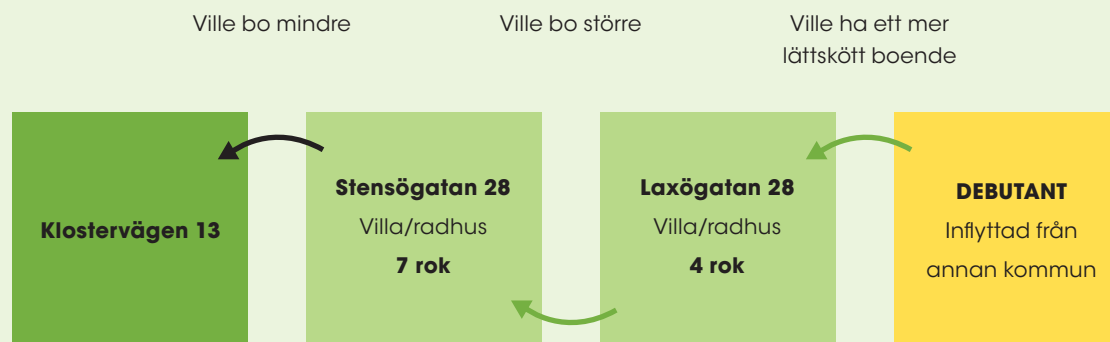 Ville bo mindre
Ville bo större
Ville ha ett mer
lättskött boende
Klostervägen 13
Stensögatan 28
Villa/radhus
7 rok
Laxögatan 28
Villa/radhus
4 rok
DEBUTANT
Inflyttad från
annan kommun